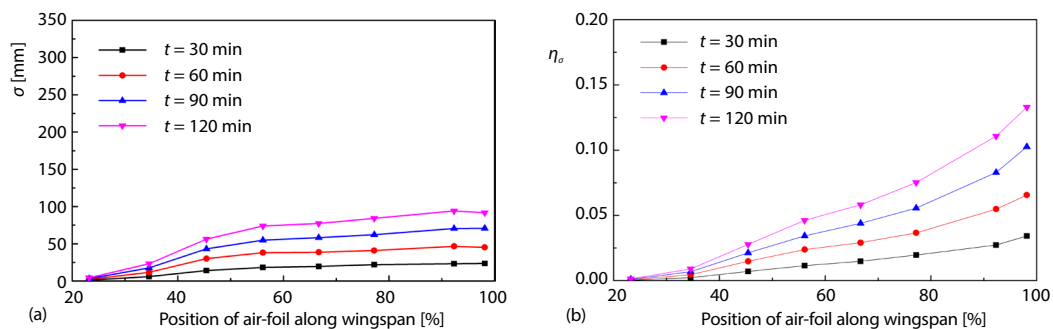 350
300
250
200
150
100
50
0
σ [mm]
t = 30 min
t = 60 min
t = 90 min
t = 120 min
20 40 60 80 100
(a) Position of air-foil along wingspan [%]
0.20
0.15
0.10
0.05
0.00
ησ
t = 30 min
t = 60 min
t = 90 min
t = 120 min
20 40 60 80 100
(b) Position of air-foil along wingspan [%]